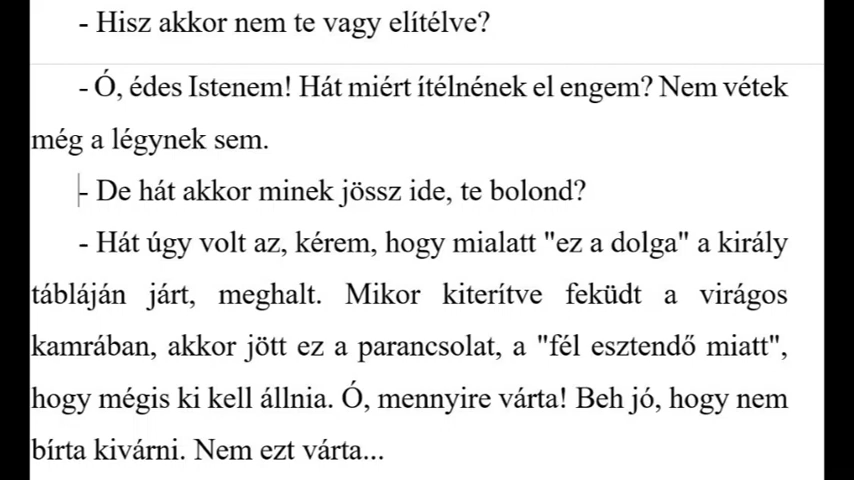 - Hisz akkor nem te vagy elítélve?
- Ó, édes Istenem! Hát miért ítélnének el engem? Nem vétek
még a légynek sem.
- De hát akkor minek jössz ide, te bolond?
- Hát úgy volt az, kérem, hogy mialatt "ez a dolga" a király
tábláján járt, meghalt. Mikor kiterítve feküdt a virágos
kamrában, akkor jött ez a parancsolat, a "fél esztendő miatt",
hogy mégis ki kell állnia. Ó, mennyire várta! Beh jó, hogy nem
bírta kivárni. Nem ezt várta...